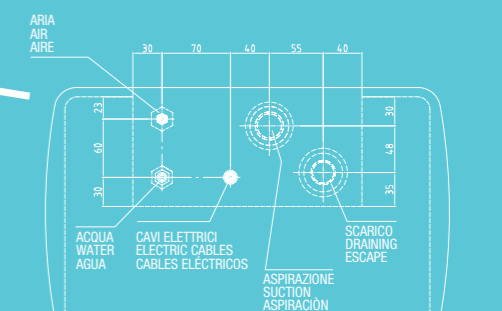 ARIA
AIR
AIRE
30 70 40 55 40
23
60
30
30
48
35
ACQUA
WATER
AGUA
CAVI ELETTRICI
ELECTRIC CABLES
CABLES ELÉCTRICOS
SCARICO
DRAINING
ESCAPE
ASPIRAZIONE
SUCTION
ASPIRACIÒN